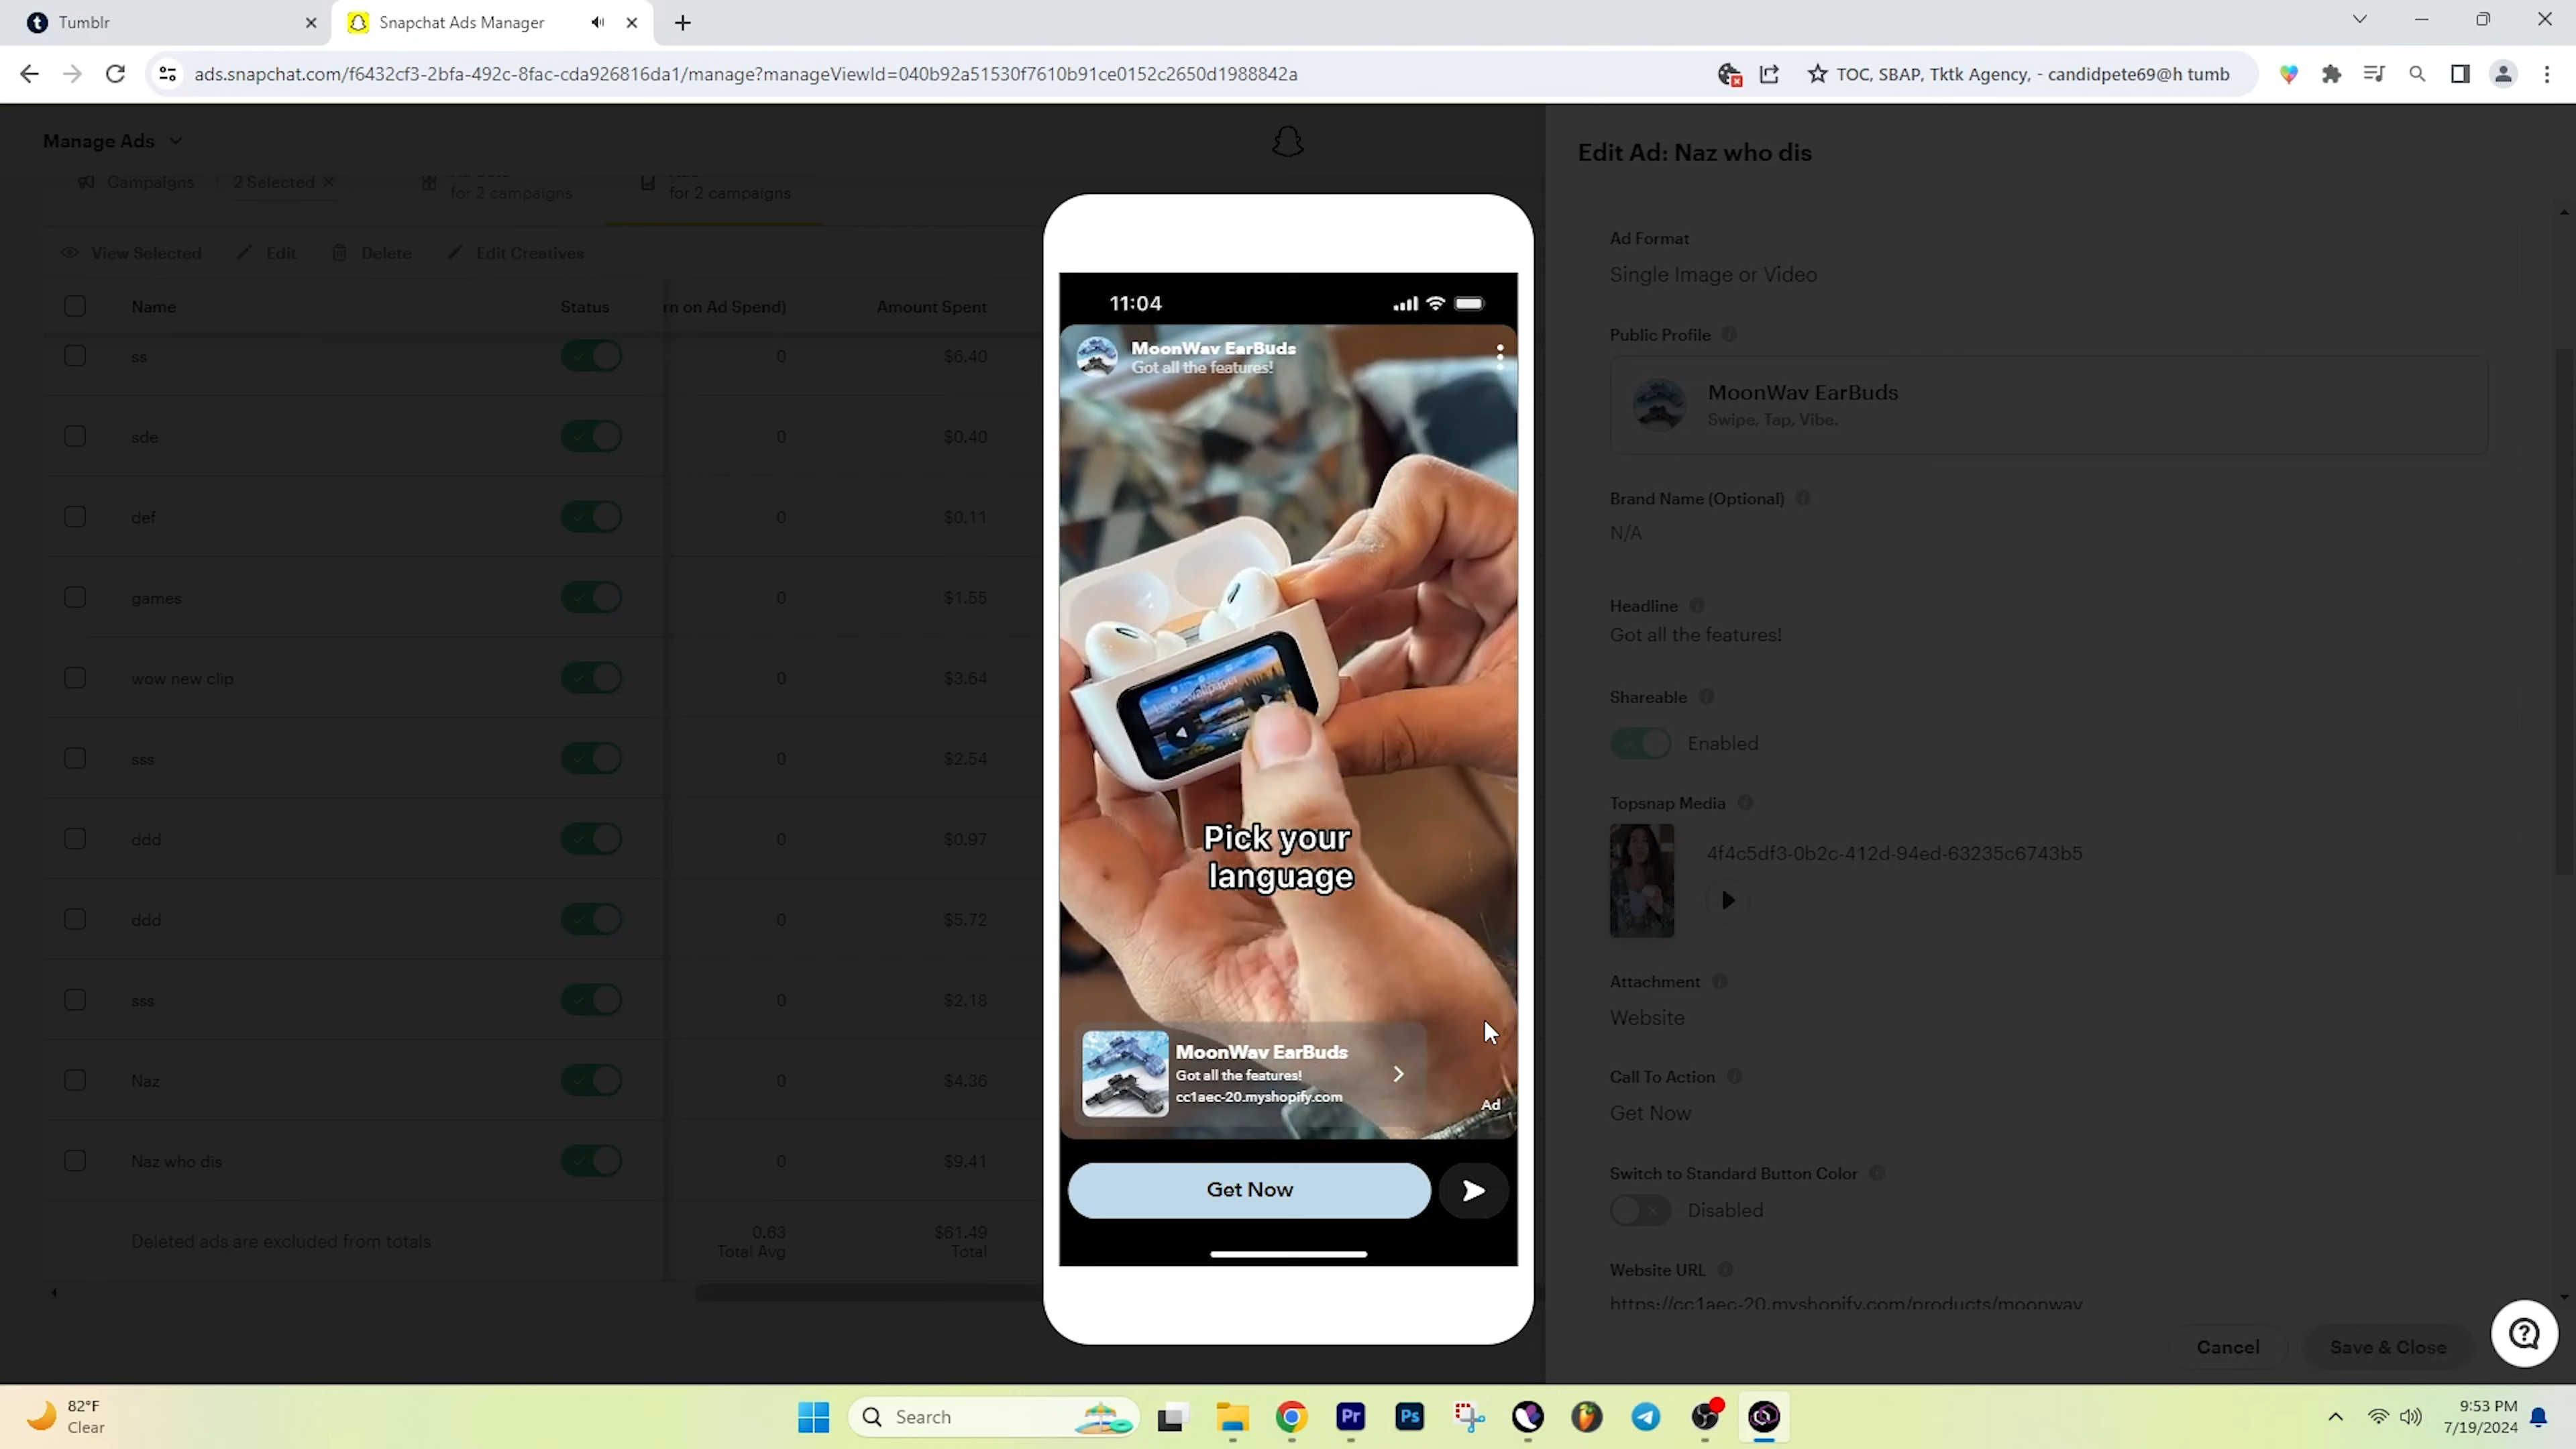 Tumblr
Snapchat Ads Manager
ads.snapchat.com/f6432cf3-2bfa-492c-8fac-cda926816da1/manage?manageViewId=040b92a51530f7610b91ce0152c2650d1988842a
TOC, SBAP, Tktk Agency, - candidpete69@h tumb
Manage Ads
Campaigns
2 Selected
for 2 campaigns
for 2 campaigns
View Selected
Edit
Delete
Edit Creatives
Name
Status
rn on Ad Spend)
Amount Spent
ss
0
$6.40
sde
0
$0.40
def
0
$0.11
games
0
$1.55
wow new clip
0
$3.64
sss
0
$2.54
ddd
0
$0.97
ddd
0
$5.72
sss
0
$2.18
Naz
0
$4.36
Naz who dis
0
$9.41
Deleted ads are excluded from totals
0.63
Total Avg
$61.49
Total
11:04
MoonWav EarBuds
Got all the features!
Pick your
language
MoonWav EarBuds
Got all the features!
cc1aec-20.myshopify.com
Ad
Get Now
Edit Ad: Naz who dis
Ad Format
Single Image or Video
Public Profile
MoonWav EarBuds
Swipe, Tap, Vibe.
Brand Name (Optional)
N/A
Headline
Got all the features!
Shareable
Enabled
Topsnap Media
4f4c5df3-0b2c-412d-94ed-63235c6743b5
Attachment
Website
Call To Action
Get Now
Switch to Standard Button Color
Disabled
Website URL
https://cc1aec-20.myshopify.com/products/moonwav
Cancel
Save & Close
82°F
Clear
Search
Pr
Ps
9:53 PM
7/19/2024